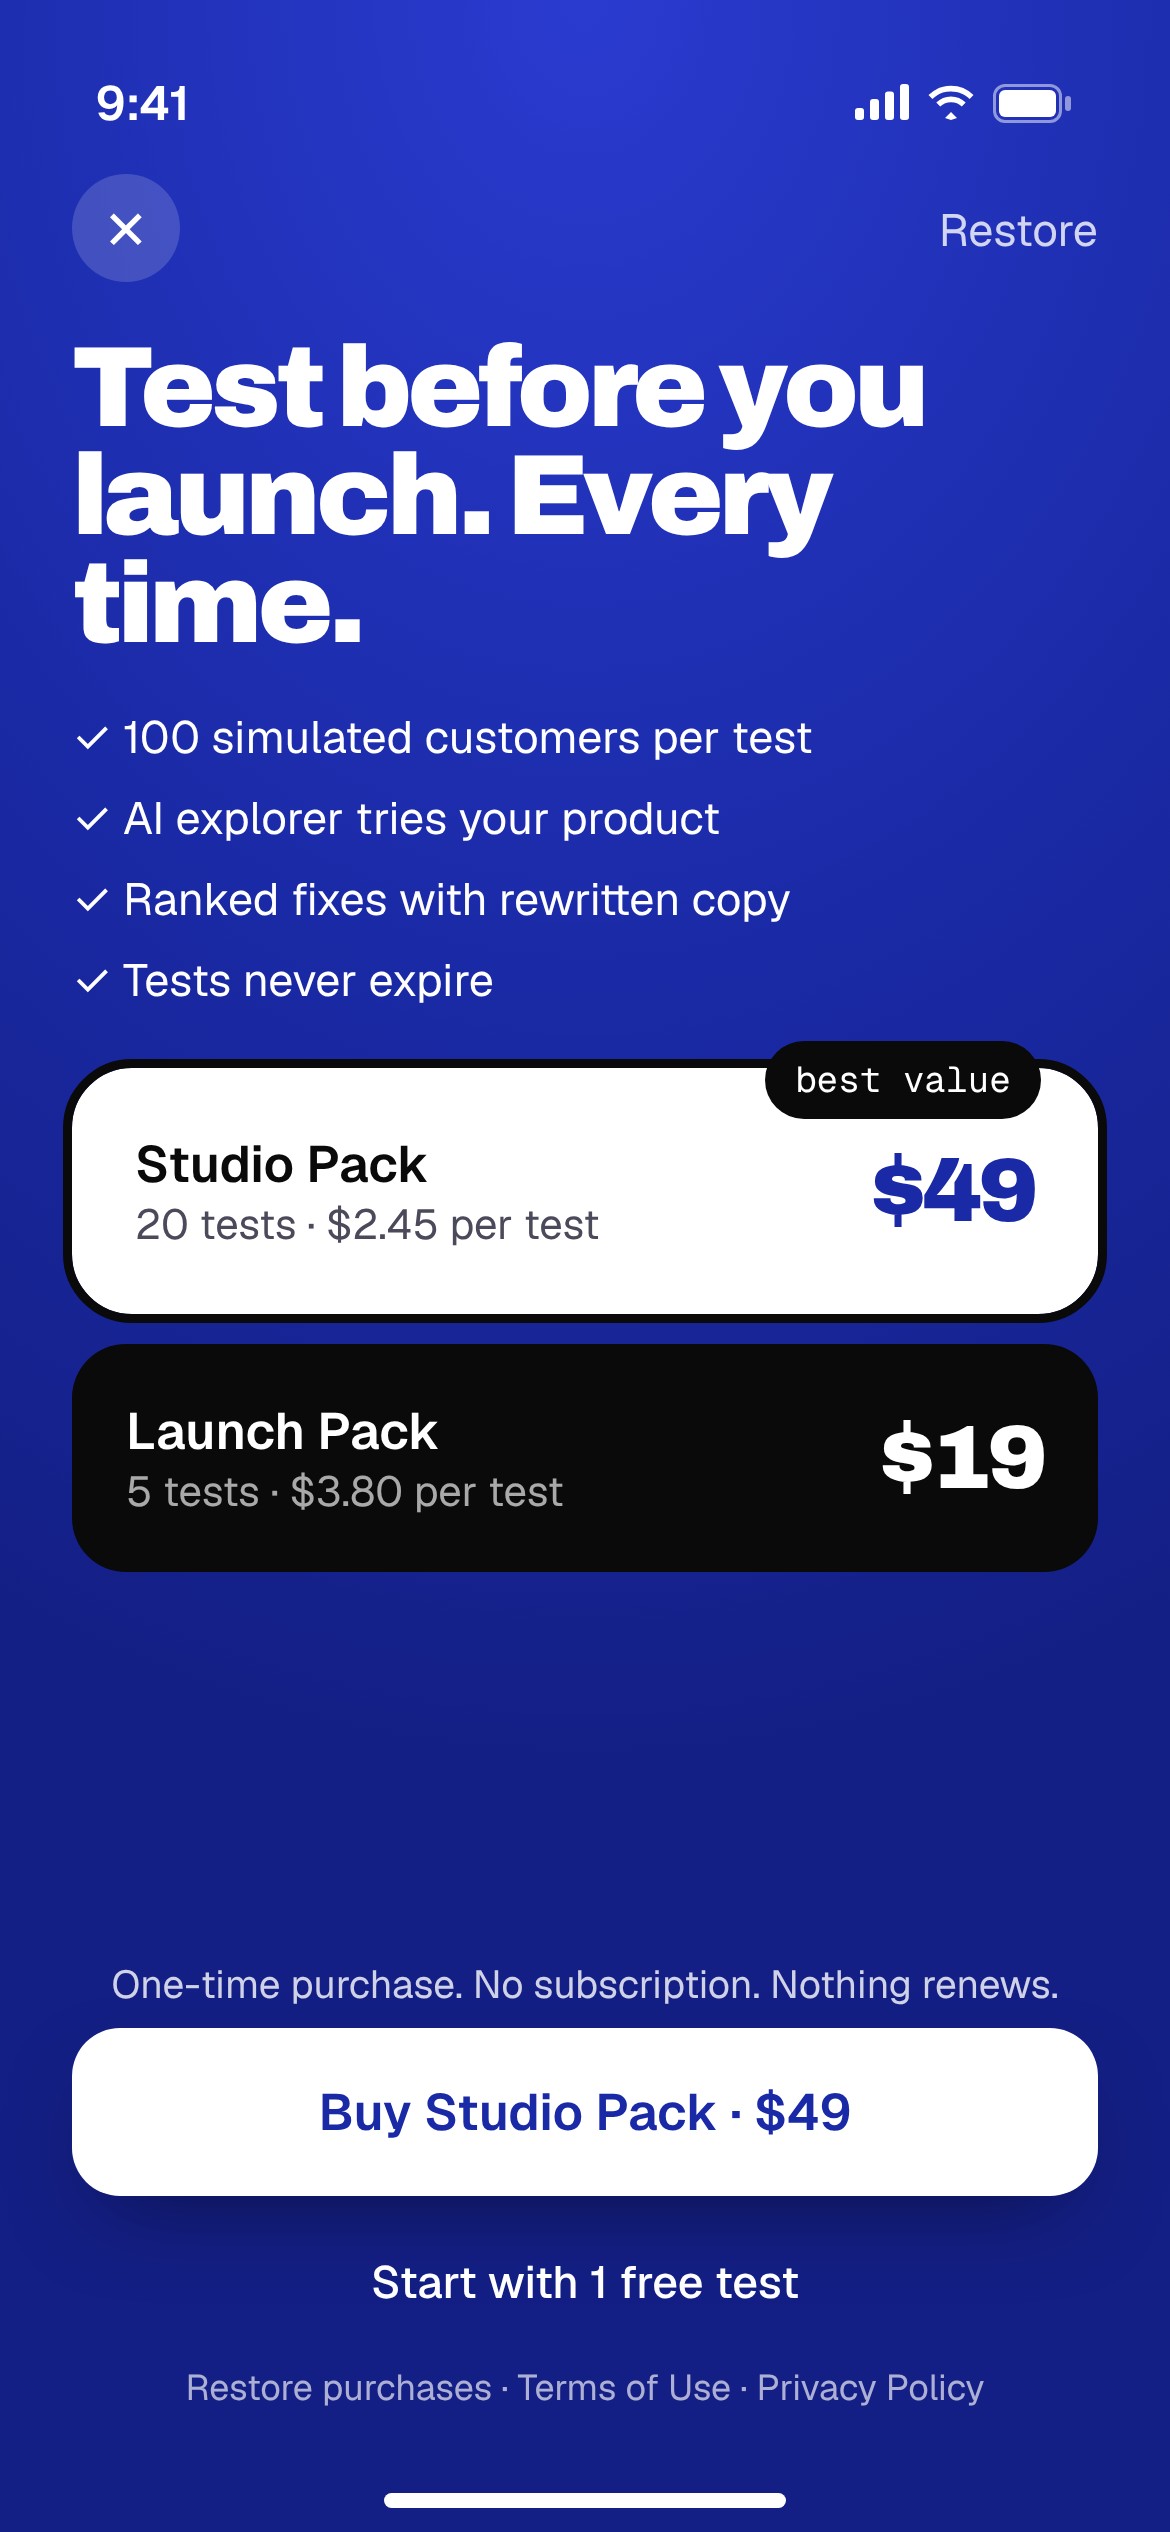 9:41
Restore
Test before you
launch. Every
time.
✓ 100 simulated customers per test
✓ AI explorer tries your product
✓ Ranked fixes with rewritten copy
✓ Tests never expire
best value
Studio Pack
20 tests · $2.45 per test
$49
Launch Pack
5 tests · $3.80 per test
$19
One-time purchase. No subscription. Nothing renews.
Buy Studio Pack · $49
Start with 1 free test
Restore purchases · Terms of Use · Privacy Policy